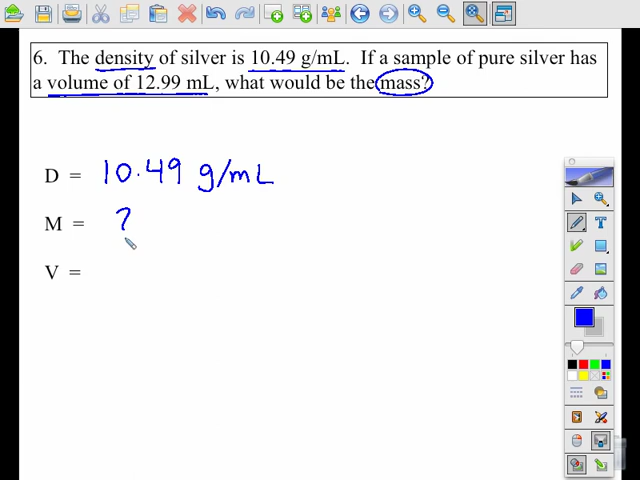 6. The density of silver is 10.49 g/mL. If a sample of pure silver has
a volume of 12.99 mL, what would be the mass?
D = 10.49 g/mL
M = ?
V =
T